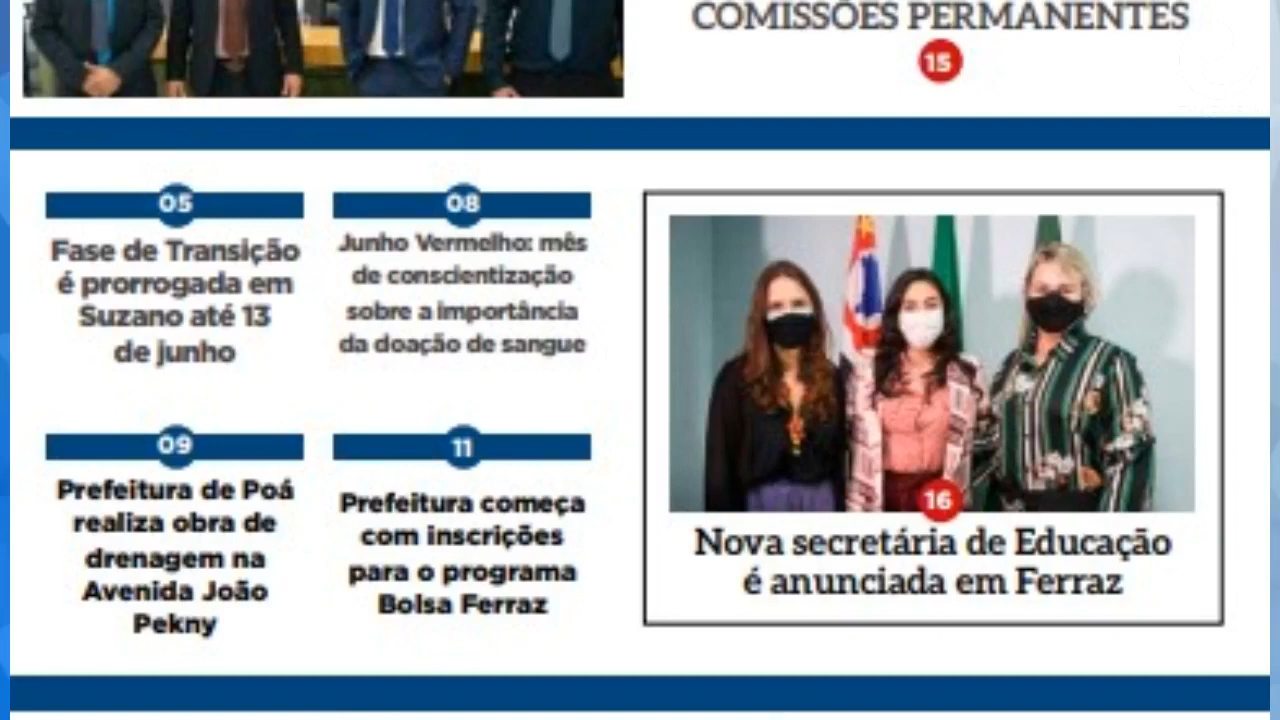 COMISSÕES PERMANENTES
15
05
Fase de Transição
é prorrogada em
Suzano até 13
de junho
08
Junho Vermelho: mês
de conscientização
sobre a importância
da doação de sangue
09
Prefeitura de Poá
realiza obra de
drenagem na
Avenida João
Pekny
11
Prefeitura começa
com inscrições
para o programa
Bolsa Ferraz
16
Nova secretária de Educação
é anunciada em Ferraz